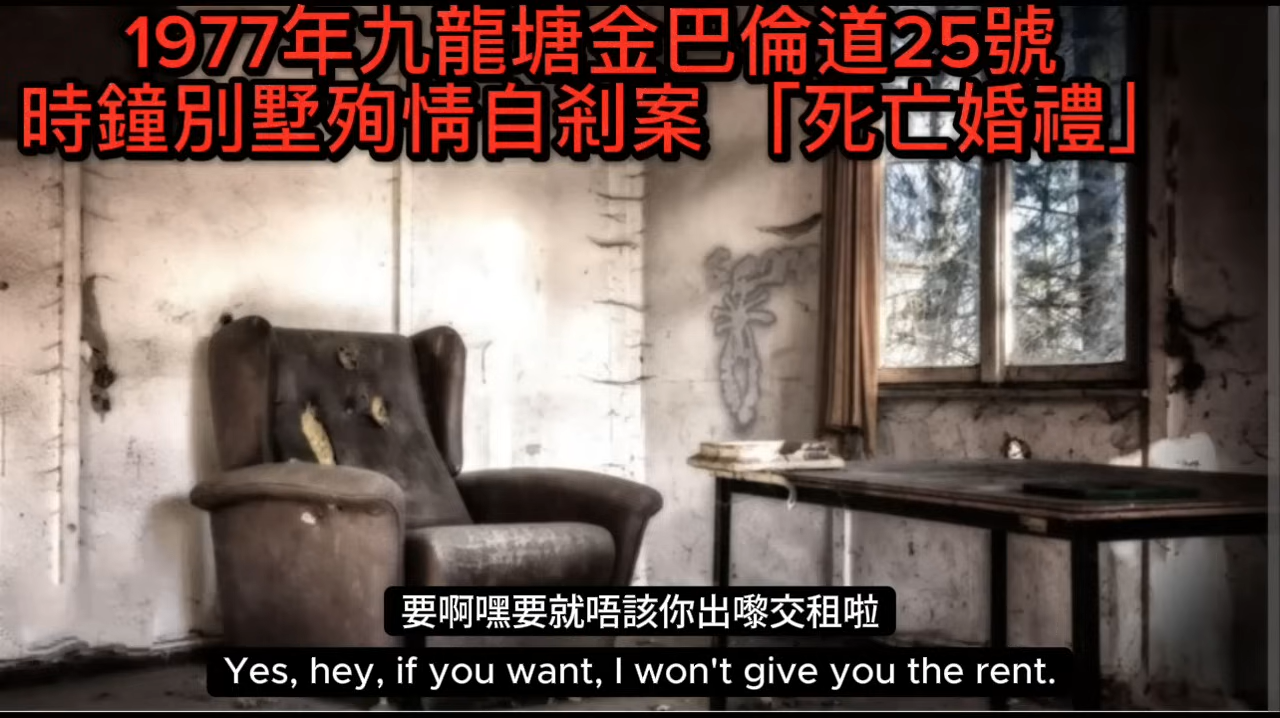 1977年九龍塘金巴倫道25號
時鐘別墅殉情自刹案 「死亡婚禮」
要啊嘿要就唔該你出嚟交租啦
Yes, hey, if you want, I won't give you the rent.